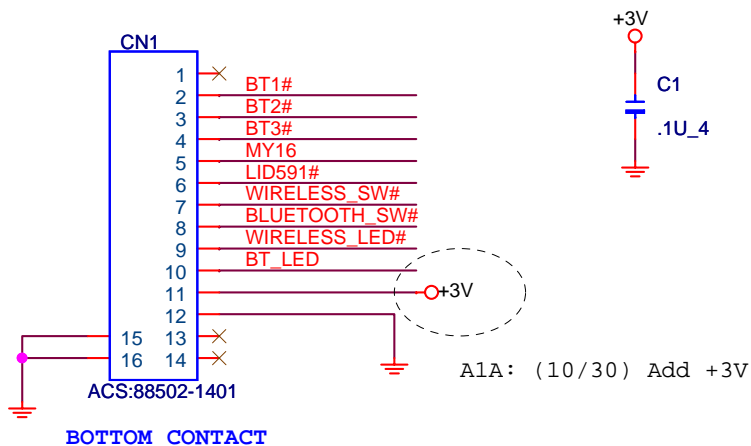 +3V
CN1
C1
.1U_4
1
BT1#
2
BT2#
3
BT3#
4
MY16
5
LID591#
6
WIRELESS_SW#
7
BLUETOOTH_SW#
8
WIRELESS_LED#
9
BT_LED
10
11 +3V
12
15 13
16 14
A1A: (10/30) Add +3V
ACS:88502-1401
BOTTOM CONTACT